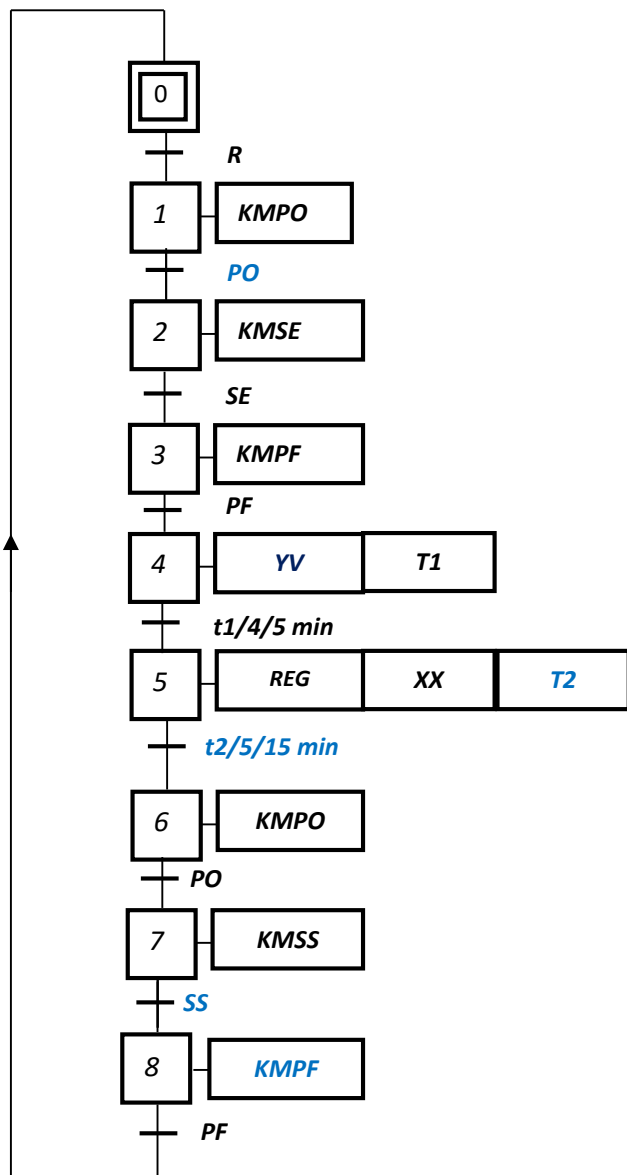 0
R
1 KMPO
PO
2 KMSE
SE
3 KMPF
PF
4 YV T1
t1/4/5 min
5 REG XX T2
t2/5/15 min
6 KMPO
PO
7 KMSS
SS
8 KMPF
PF